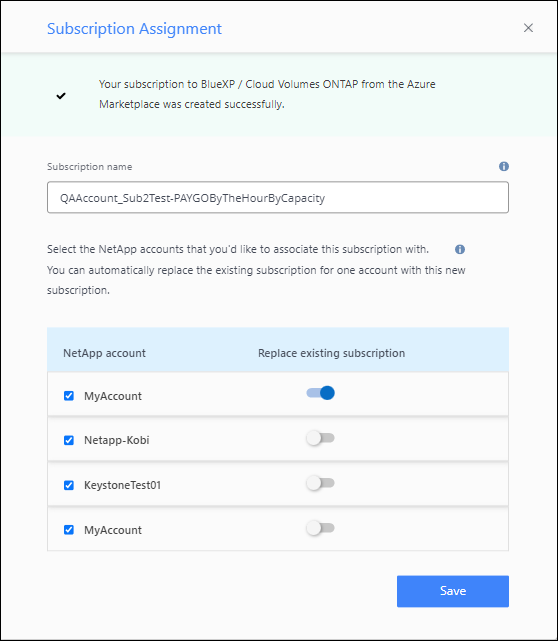 Subscription Assignment
Your subscription to BlueXP / Cloud Volumes ONTAP from the Azure
Marketplace was created successfully.
Subscription name
QAAccount_Sub2Test-PAYGOByTheHourByCapacity
Select the NetApp accounts that you'd like to associate this subscription with.
You can automatically replace the existing subscription for one account with this new
subscription.
NetApp account Replace existing subscription
MyAccount
Netapp-Kobi
KeystoneTest01
MyAccount
Save